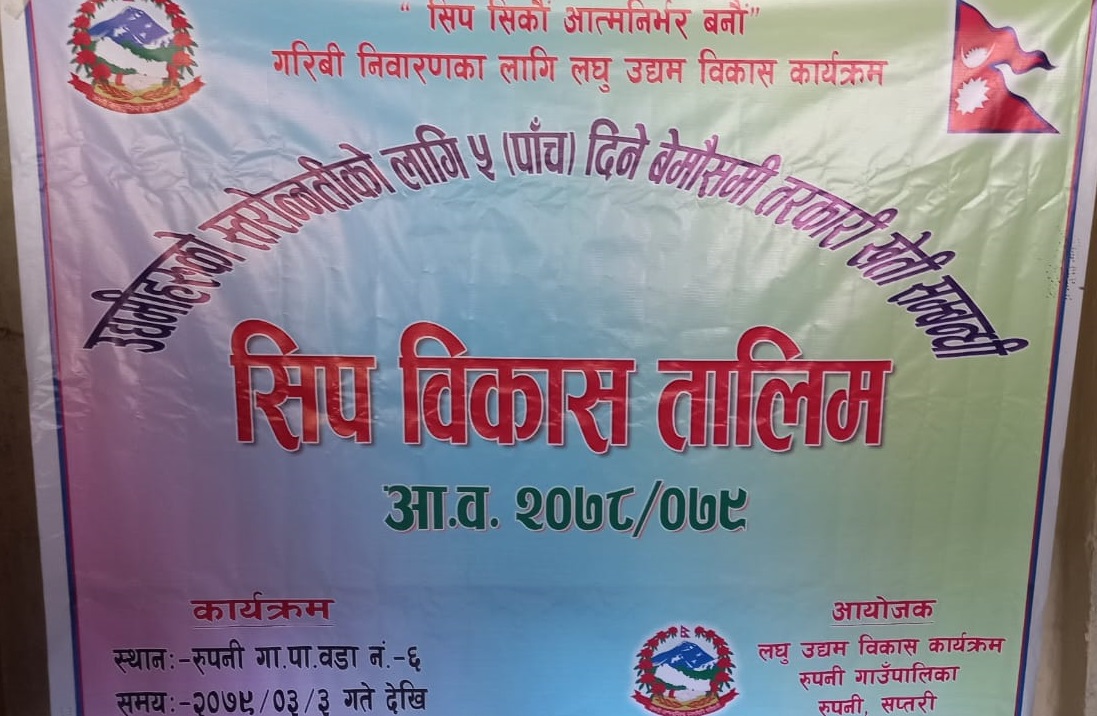 “ सिप सिकौं आत्मनिर्भर बनौं”
गरिबी निवारणका लागि लघु उद्यम विकास कार्यक्रम
उद्यमीहरुको स्तरोन्नतीको लागि ५ (पाँच) दिने बेमौसमी तरकारी खेती सम्बन्धी
सिप विकास तालिम
आ.व. २०७८/०७९
कार्यक्रम
स्थान:-रुपनी गा.पा.वडा नं.-६
समय:-२०७९/०३/३ गते देखि
आयोजक
लघु उद्यम विकास कार्यक्रम
रुपनी गाउँपालिका
रुपनी, सप्तरी